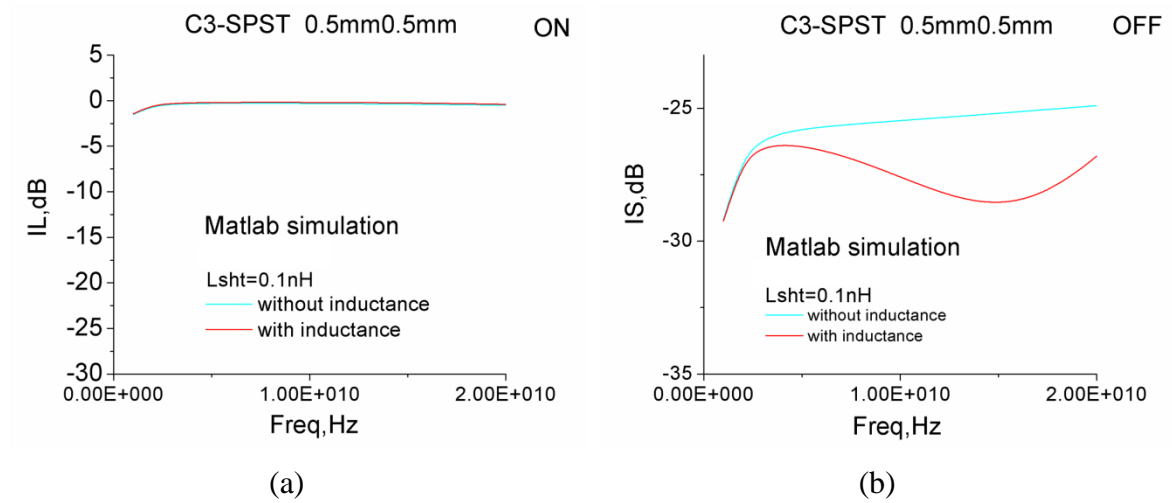 C3-SPST 0.5mm0.5mm ON
5
0
-5
-10
-15
-20
-25
-30
IL,dB
Matlab simulation
Lsht=0.1nH
without inductance
with inductance
0.00E+000 1.00E+010 2.00E+010
Freq,Hz
(a)
C3-SPST 0.5mm0.5mm OFF
-25
-30
-35
IS,dB
Matlab simulation
Lsht=0.1nH
without inductance
with inductance
0.00E+000 1.00E+010 2.00E+010
Freq,Hz
(b)